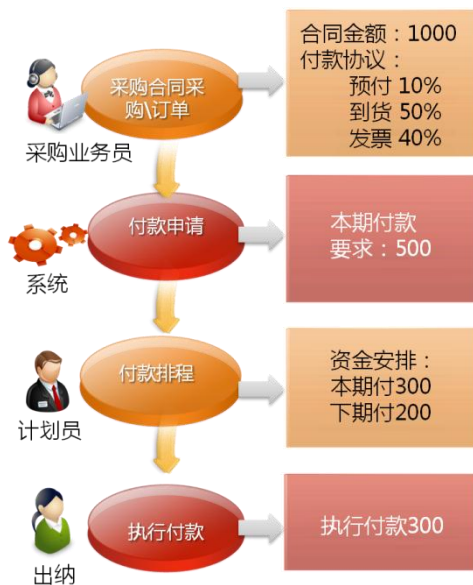 采购合同采
购\订单
采购业务员
合同金额：1000
付款协议：
预付 10%
到货 50%
发票 40%
付款申请
系统
本期付款
要求：500
付款排程
计划员
资金安排：
本期付300
下期付200
执行付款
出纳
执行付款300